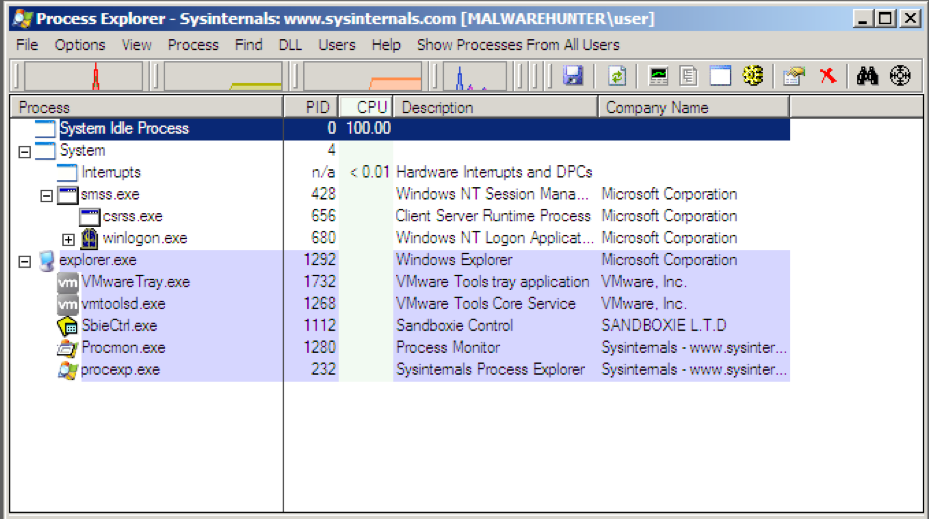 Process Explorer - Sysinternals: www.sysinternals.com [MALWAREHUNTER\user]
File Options View Process Find DLL Users Help Show Processes From All Users
Process PID CPU Description Company Name
System Idle Process 0 100.00
System 4
Interrupts n/a < 0.01 Hardware Interrupts and DPCs
smss.exe 428 Windows NT Session Mana... Microsoft Corporation
csrss.exe 656 Client Server Runtime Process Microsoft Corporation
winlogon.exe 680 Windows NT Logon Applicat... Microsoft Corporation
explorer.exe 1292 Windows Explorer Microsoft Corporation
vm VMwareTray.exe 1732 VMware Tools tray application VMware, Inc.
vm vmtoolsd.exe 1268 VMware Tools Core Service VMware, Inc.
SbieCtrl.exe 1112 Sandboxie Control SANDBOXIE L.T.D
Procmon.exe 1280 Process Monitor Sysinternals - www.sysinter...
procexp.exe 232 Sysinternals Process Explorer Sysinternals - www.sysinter...